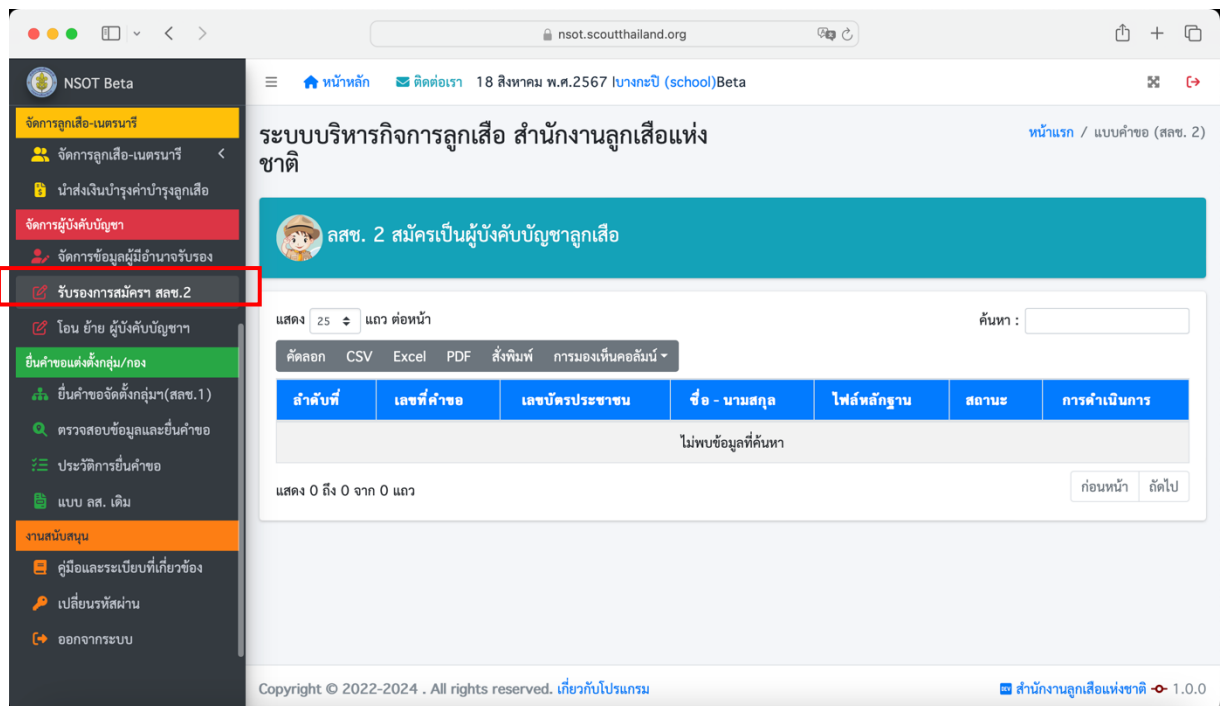 nsot.scoutthailand.org
NSOT Beta
หน้าหลัก ติดต่อเรา 18 สิงหาคม พ.ศ.2567 |บางกะปิ (school)Beta
จัดการลูกเสือ-เนตรนารี
จัดการลูกเสือ-เนตรนารี
นำส่งเงินบำรุงค่าบำรุงลูกเสือ
จัดการผู้บังคับบัญชา
จัดการข้อมูลผู้มีอำนาจรับรอง
รับรองการสมัครฯ สลช.2
โอน ย้าย ผู้บังคับบัญชาฯ
ยื่นคำขอแต่งตั้งกลุ่ม/กอง
ยื่นคำขอจัดตั้งกลุ่มฯ(สลช.1)
ตรวจสอบข้อมูลและยื่นคำขอ
ประวัติการยื่นคำขอ
แบบ ลส. เดิม
งานสนับสนุน
คู่มือและระเบียบที่เกี่ยวข้อง
เปลี่ยนรหัสผ่าน
ออกจากระบบ
ระบบบริหารกิจการลูกเสือ สำนักงานลูกเสือแห่ง
ชาติ
หน้าแรก / แบบคำขอ (สลช. 2)
ลสช. 2 สมัครเป็นผู้บังคับบัญชาลูกเสือ
แสดง 25 แถว ต่อหน้า
ค้นหา :
คัดลอก CSV Excel PDF สั่งพิมพ์ การมองเห็นคอลัมน์
ลำดับที่ เลขที่คำขอ เลขบัตรประชาชน ชื่อ - นามสกุล ไฟล์หลักฐาน สถานะ การดำเนินการ
ไม่พบข้อมูลที่ค้นหา
แสดง 0 ถึง 0 จาก 0 แถว
ก่อนหน้า ถัดไป
Copyright © 2022-2024 . All rights reserved. เกี่ยวกับโปรแกรม
สำนักงานลูกเสือแห่งชาติ 1.0.0